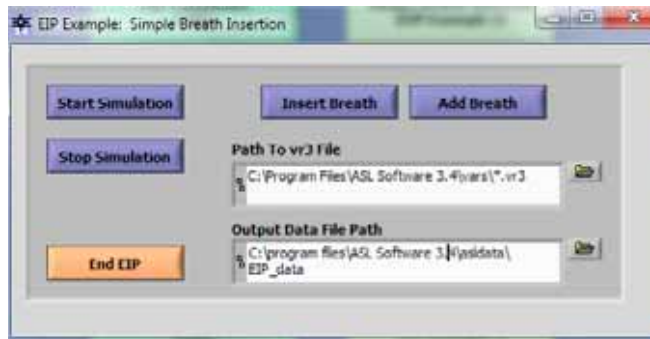 EIP Example: Simple Breath Insertion
Start Simulation
Insert Breath
Add Breath
Stop Simulation
Path To vr3 File
C:\Program Files\ASL Software 3.4\vars\*.vr3
Output Data File Path
C:\program files\ASL Software 3.4\asldata\
EIP_data
End EIP